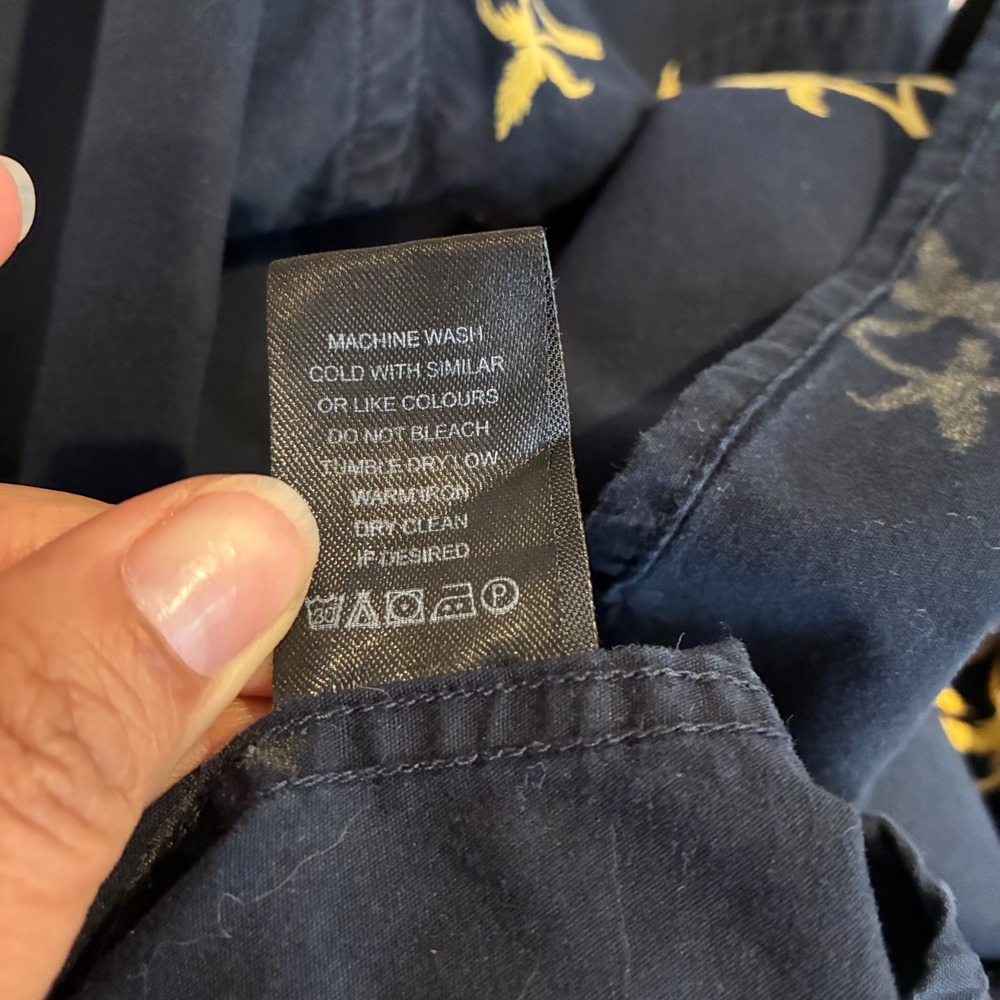 MACHINE WASH
COLD WITH SIMILAR
OR LIKE COLOURS
DO NOT BLEACH
TUMBLE DRY LOW
WARM IRON
DRY CLEAN
IF DESIRED
30 P